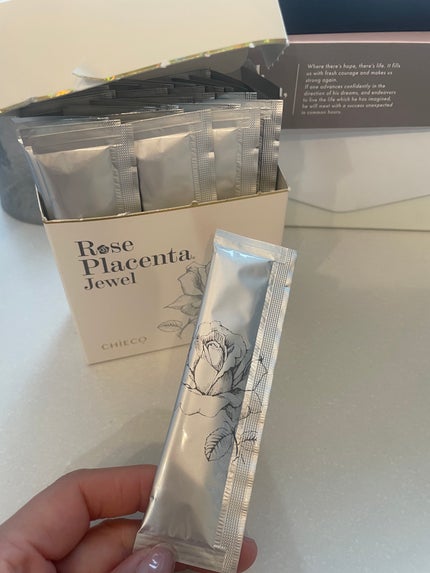 Where there's hope, there's life. It fills
us with fresh courage and makes us
strong again.
If one advances confidently in the
direction of his dreams, and endeavors
to live the life which he has imagined,
he will meet with a success unexpected
in common hours.
Rose
Placenta
Jewel
CHIECO